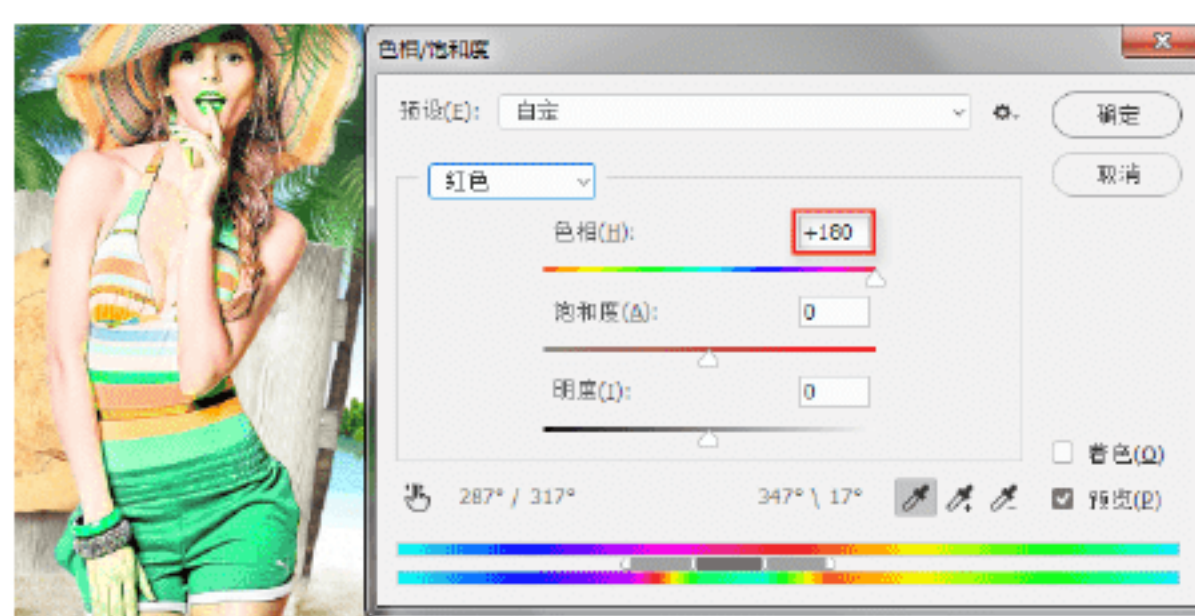 色相/饱和度
预设(E): 自定
确定
红色
取消
色相(H): +180
饱和度(A): 0
明度(I): 0
着色(O)
287° / 317° 347° \ 17°
预览(P)